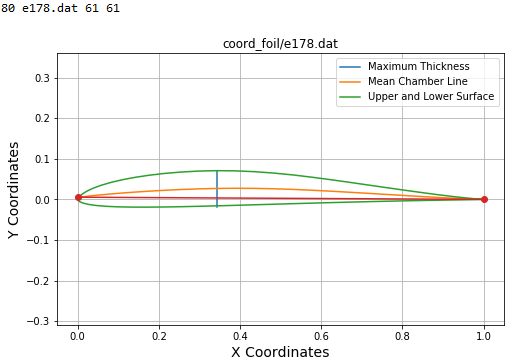 80 e178.dat 61 61
coord_foil/e178.dat
Maximum Thickness
Mean Chamber Line
Upper and Lower Surface
Y Coordinates
0.3
0.2
0.1
0.0
−0.1
−0.2
−0.3
0.0 0.2 0.4 0.6 0.8 1.0
X Coordinates